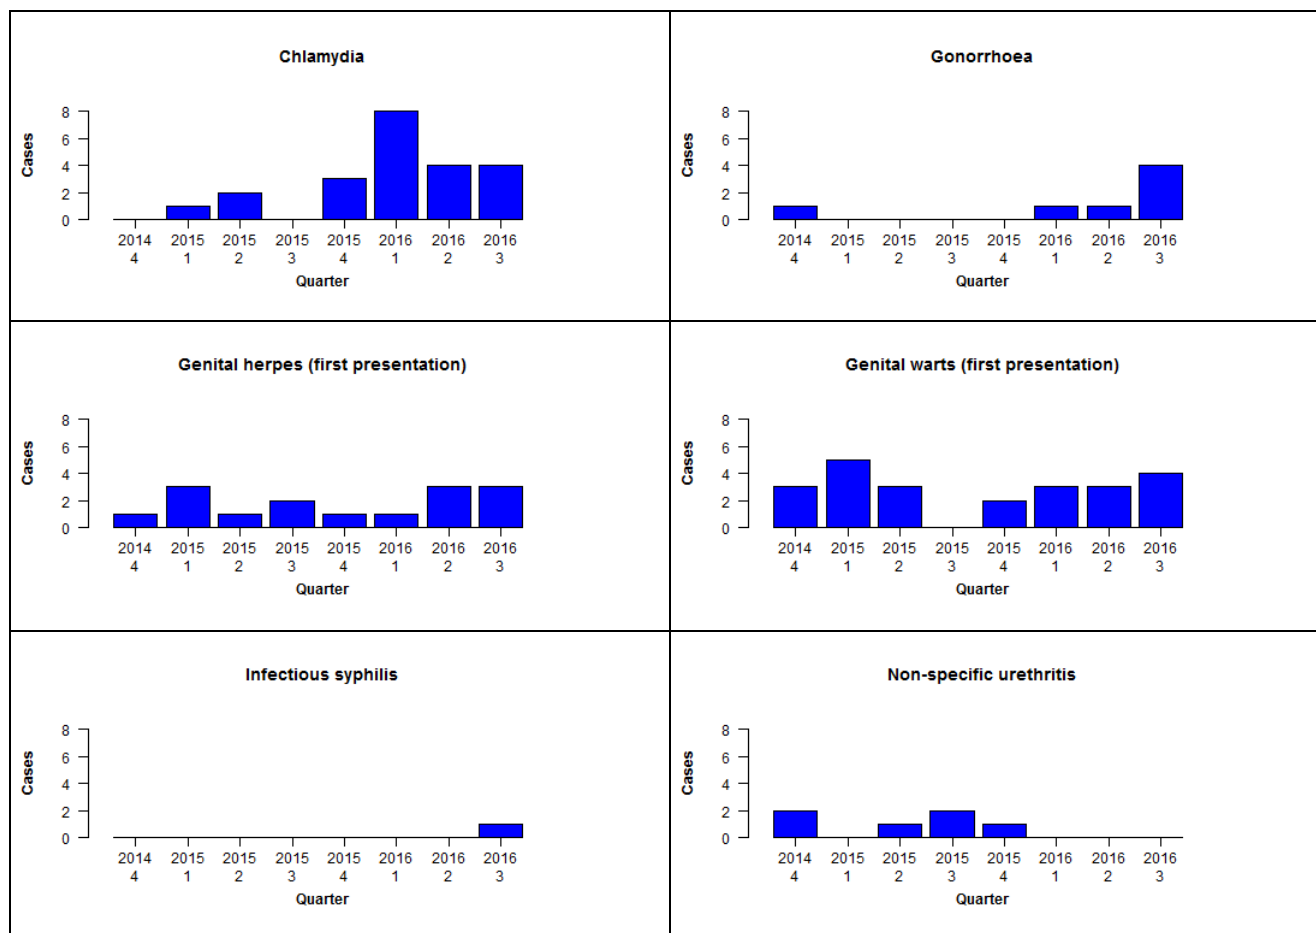 Chlamydia
Cases
8
6
4
2
0
2014 2015 2015 2015 2015 2016 2016 2016
4 1 2 3 4 1 2 3
Quarter
Gonorrhoea
Cases
8
6
4
2
0
2014 2015 2015 2015 2015 2016 2016 2016
4 1 2 3 4 1 2 3
Quarter
Genital herpes (first presentation)
Cases
8
6
4
2
0
2014 2015 2015 2015 2015 2016 2016 2016
4 1 2 3 4 1 2 3
Quarter
Genital warts (first presentation)
Cases
8
6
4
2
0
2014 2015 2015 2015 2015 2016 2016 2016
4 1 2 3 4 1 2 3
Quarter
Infectious syphilis
Cases
8
6
4
2
0
2014 2015 2015 2015 2015 2016 2016 2016
4 1 2 3 4 1 2 3
Quarter
Non-specific urethritis
Cases
8
6
4
2
0
2014 2015 2015 2015 2015 2016 2016 2016
4 1 2 3 4 1 2 3
Quarter